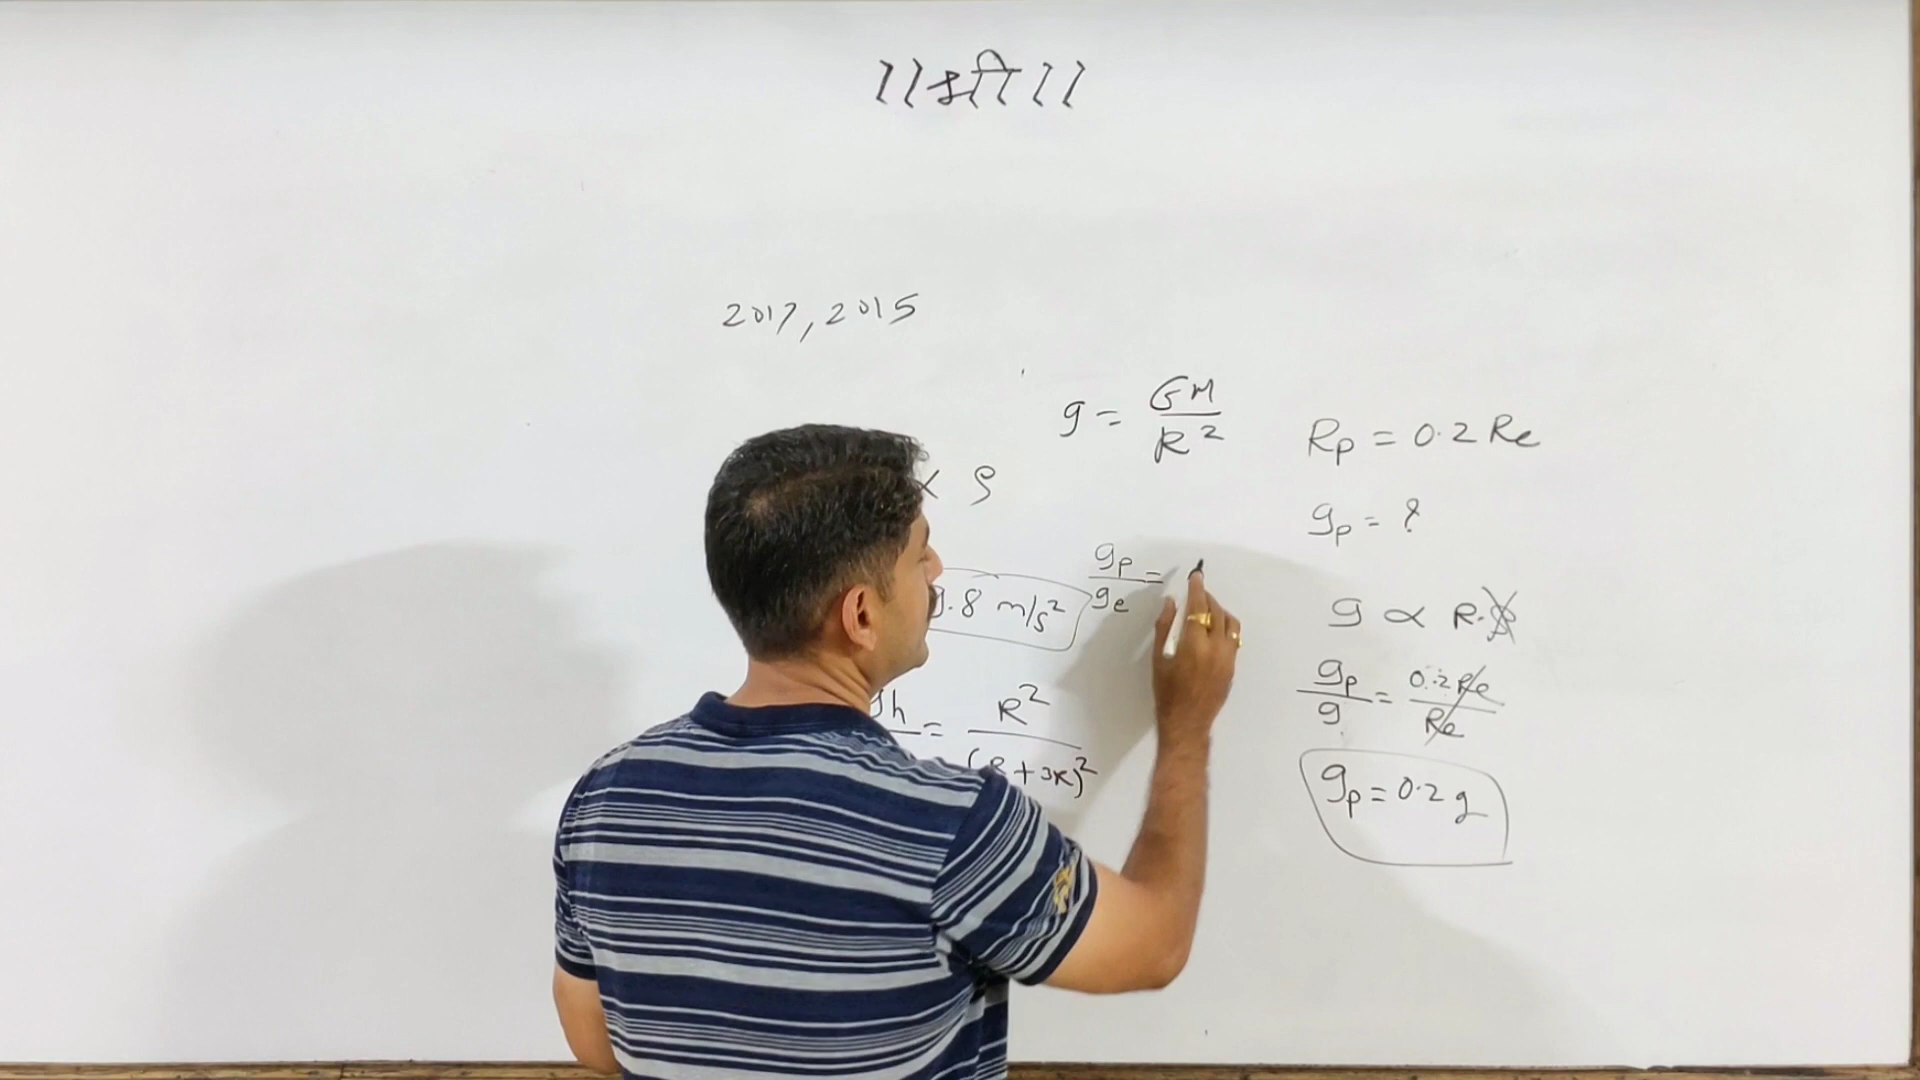 ।।श्री।।
2017, 2015
g = GM / R²
∝ ρ
9.8 m/s²
gh = R² / (R + 3R)²
gp / ge =
Rp = 0.2 Re
gp = ?
g ∝ R.ρ
gp / g = 0.2 Re / Re
gp = 0.2 g